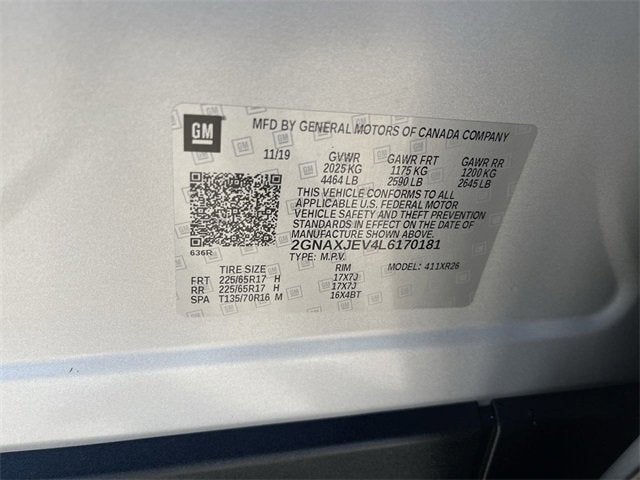 GM
MFD BY GENERAL MOTORS OF CANADA COMPANY
11/19 GVWR GAWR FRT GAWR RR
2025 KG 1175 KG 1200 KG
4464 LB 2590 LB 2645 LB
THIS VEHICLE CONFORMS TO ALL
APPLICABLE U.S. FEDERAL MOTOR
VEHICLE SAFETY AND THEFT PREVENTION
STANDARDS IN EFFECT ON THE DATE OF
MANUFACTURE SHOWN ABOVE.
2GNAXJEV4L6170181
636R
TYPE: M.P.V. MODEL: 411XR26
TIRE SIZE RIM
FRT 225/65R17 H 17X7J
RR 225/65R17 H 17X7J
SPA T135/70R16 M 16X4BT